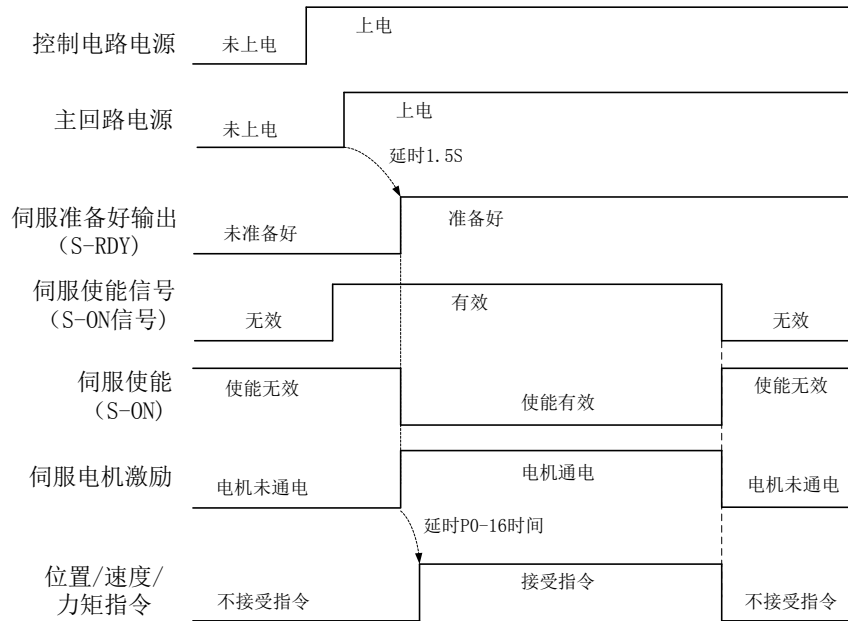 控制电路电源
未上电
上电
主回路电源
未上电
上电
延时1.5S
伺服准备好输出
（S-RDY)
未准备好
准备好
伺服使能信号
（S-ON信号)
无效
有效
无效
伺服使能
（S-ON)
使能无效
使能有效
使能无效
伺服电机激励
电机未通电
电机通电
电机未通电
延时P0-16时间
位置/速度/
力矩指令
不接受指令
接受指令
不接受指令